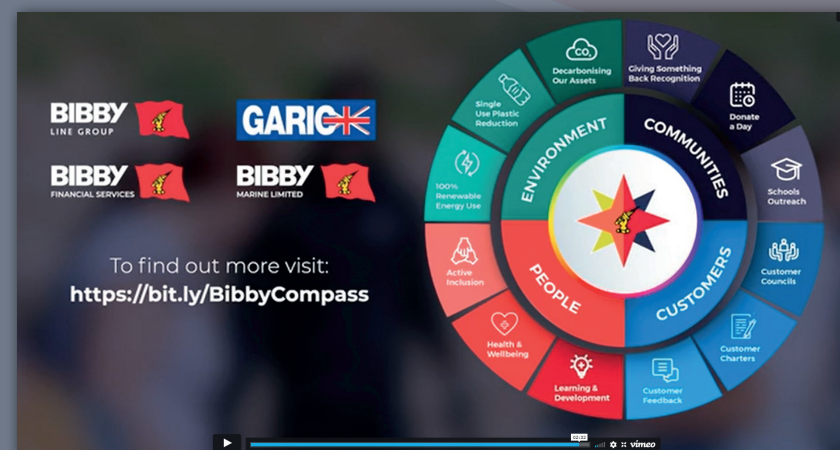 BIBBY
LINE GROUP
GARIC
BIBBY
FINANCIAL SERVICES
BIBBY
MARINE LIMITED
To find out more visit:
https://bit.ly/BibbyCompass
ENVIRONMENT
COMMUNITIES
CUSTOMERS
PEOPLE
CO₂
Decarbonising
Our Assets
Giving Something
Back Recognition
Donate
a Day
Schools
Outreach
Customer
Councils
Customer
Charters
Customer
Feedback
Learning &
Development
Health &
Wellbeing
Active
Inclusion
100%
Renewable
Energy Use
Single
Use Plastic
Reduction
vimeo